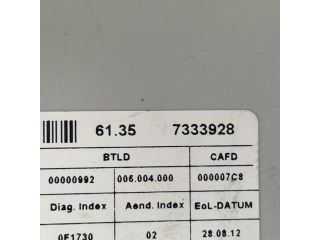 61.35 7333928
BTLD CAFD
00000992 006.004.000 000007C8
Diag. Index Aend. Index EoL-DATUM
0F1730 02 28.08.12